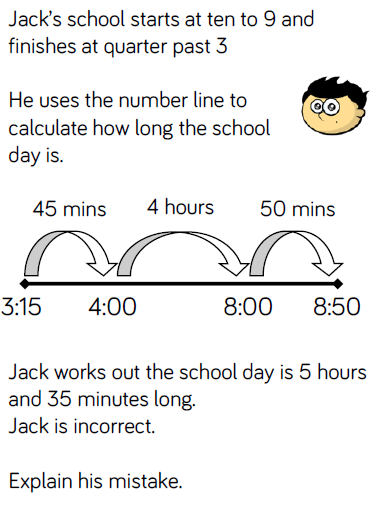 Jack's school starts at ten to 9 and
finishes at quarter past 3
He uses the number line to
calculate how long the school
day is.
45 mins 4 hours 50 mins
3:15 4:00 8:00 8:50
Jack works out the school day is 5 hours
and 35 minutes long.
Jack is incorrect.
Explain his mistake.